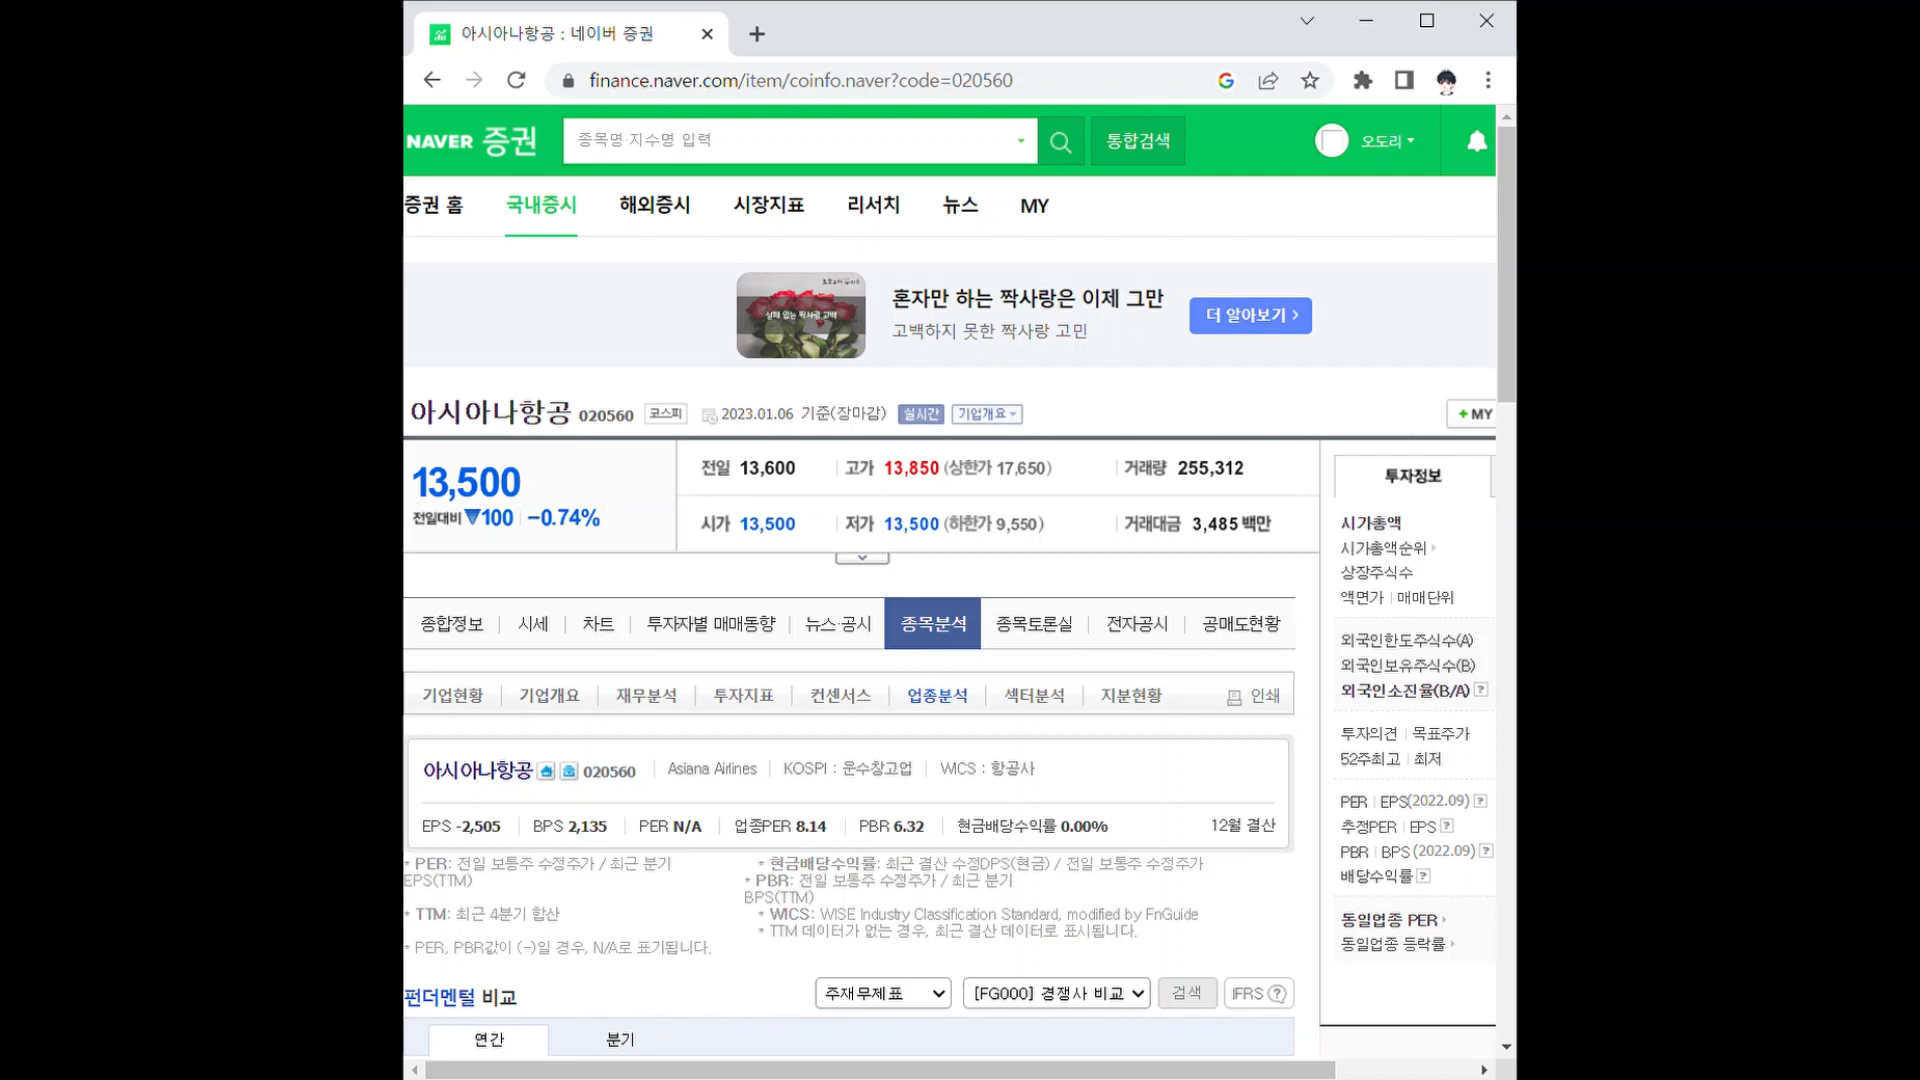 아시아나항공 : 네이버 증권
finance.naver.com/item/coinfo.naver?code=020560
NAVER 증권
종목명·지수명 입력
통합검색
오도리
증권 홈 국내증시 해외증시 시장지표 리서치 뉴스 MY
실패 없는 짝사랑 고백
혼자만 하는 짝사랑은 이제 그만
고백하지 못한 짝사랑 고민
더 알아보기 >
아시아나항공 020560 코스피 2023.01.06 기준(장마감) 실시간 기업개요
+ MY
13,500
전일대비 ▼100 -0.74%
전일 13,600 고가 13,850 (상한가 17,650) 거래량 255,312
시가 13,500 저가 13,500 (하한가 9,550) 거래대금 3,485 백만
종합정보 시세 차트 투자자별 매매동향 뉴스·공시 종목분석 종목토론실 전자공시 공매도현황
기업현황 기업개요 재무분석 투자지표 컨센서스 업종분석 섹터분석 지분현황 인쇄
아시아나항공 020560 Asiana Airlines KOSPI : 운수창고업 WICS : 항공사
EPS -2,505 BPS 2,135 PER N/A 업종PER 8.14 PBR 6.32 현금배당수익률 0.00% 12월 결산
* PER: 전일 보통주 수정주가 / 최근 분기
EPS(TTM)
* TTM: 최근 4분기 합산
* PER, PBR값이 (-)일 경우, N/A로 표기됩니다.
* 현금배당수익률: 최근 결산 수정DPS(현금) / 전일 보통주 수정주가
* PBR: 전일 보통주 수정주가 / 최근 분기
BPS(TTM)
* WICS: WISE Industry Classification Standard, modified by FnGuide
* TTM 데이터가 없는 경우, 최근 결산 데이터로 표시됩니다.
펀더멘털 비교
주재무제표 [FG000] 경쟁사 비교 검색 IFRS ?
연간 분기
투자정보
시가총액
시가총액순위
상장주식수
액면가 매매단위
외국인한도주식수(A)
외국인보유주식수(B)
외국인소진율(B/A) ?
투자의견 목표주가
52주최고 최저
PER EPS(2022.09) ?
추정PER EPS ?
PBR BPS (2022.09) ?
배당수익률 ?
동일업종 PER
동일업종 등락률